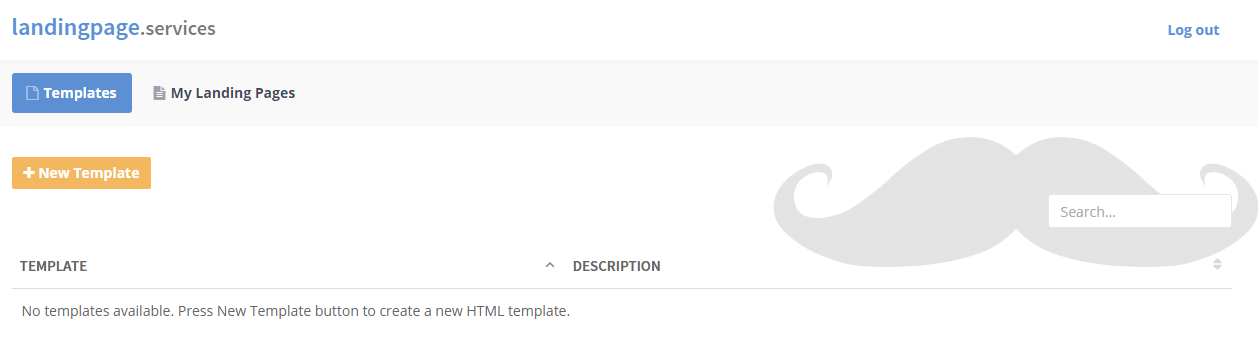 landingpage.services
Log out
Templates
My Landing Pages
New Template
Search...
TEMPLATE
DESCRIPTION
No templates available. Press New Template button to create a new HTML template.